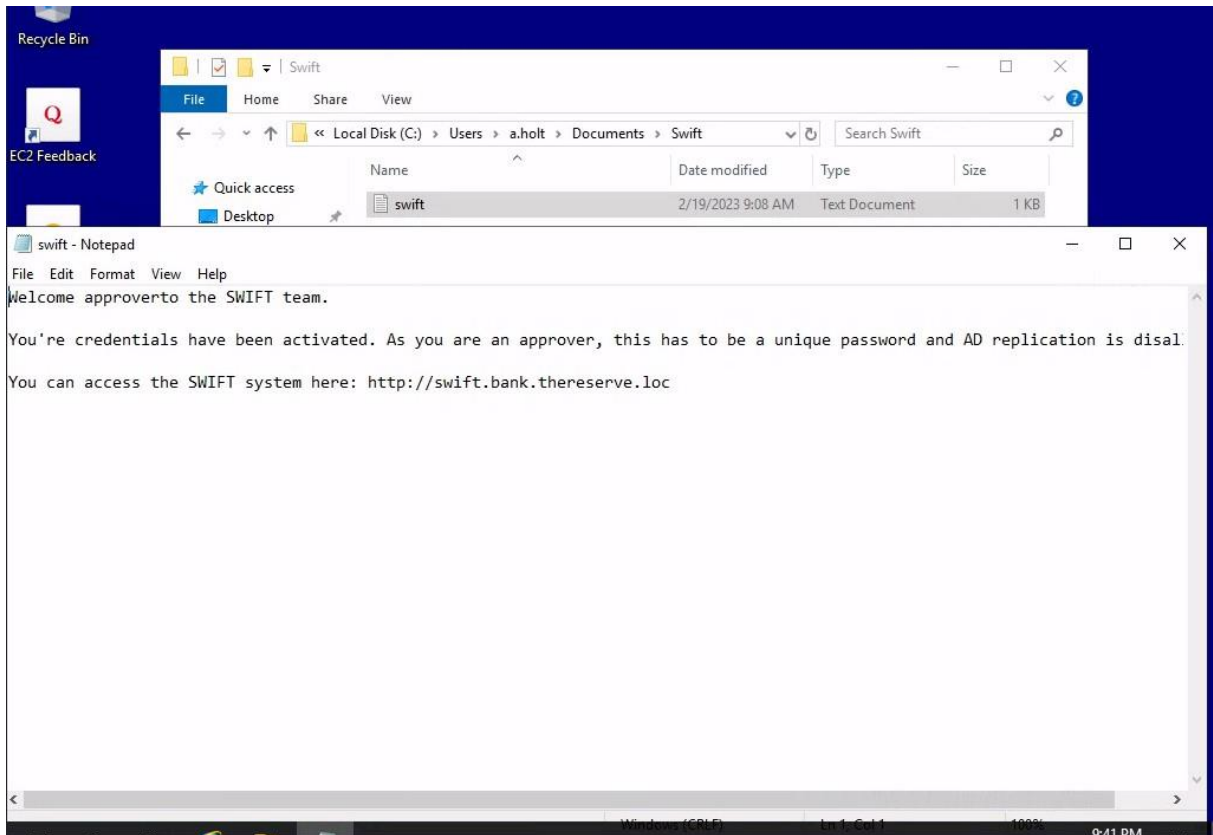 Recycle Bin
Swift
File Home Share View
EC2 Feedback
« Local Disk (C:) > Users > a.holt > Documents > Swift
Search Swift
Name Date modified Type Size
Quick access
Desktop
swift 2/19/2023 9:08 AM Text Document 1 KB
swift - Notepad
File Edit Format View Help
Welcome approverto the SWIFT team.
You're credentials have been activated. As you are an approver, this has to be a unique password and AD replication is disal
You can access the SWIFT system here: http://swift.bank.thereserve.loc
Windows (CRLF) Ln 1, Col 1 100%
9:41 PM